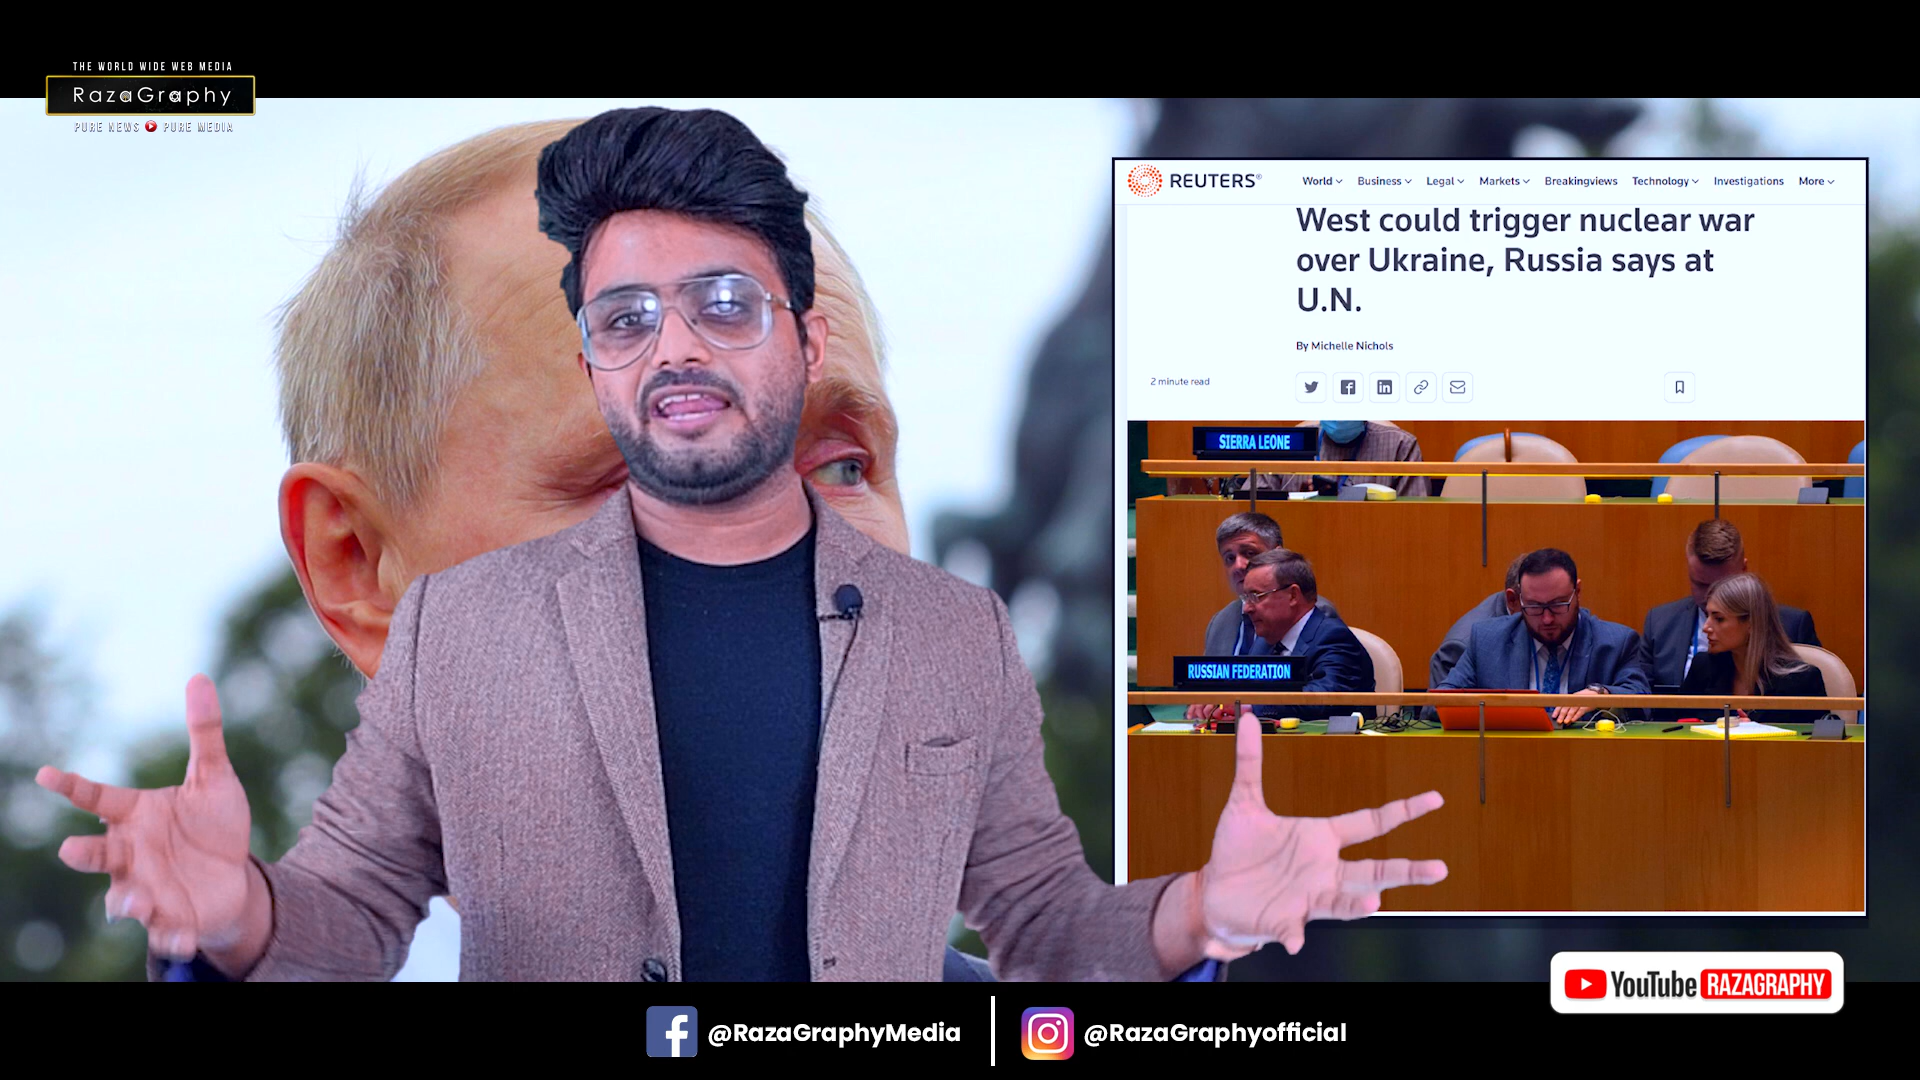 THE WORLD WIDE WEB MEDIA
RazaGraphy
PURE NEWS PURE MEDIA
REUTERS®
World Business Legal Markets Breakingviews Technology Investigations More
West could trigger nuclear war
over Ukraine, Russia says at
U.N.
By Michelle Nichols
2 minute read
SIERRA LEONE
RUSSIAN FEDERATION
YouTube RAZAGRAPHY
@RazaGraphyMedia
@RazaGraphyofficial